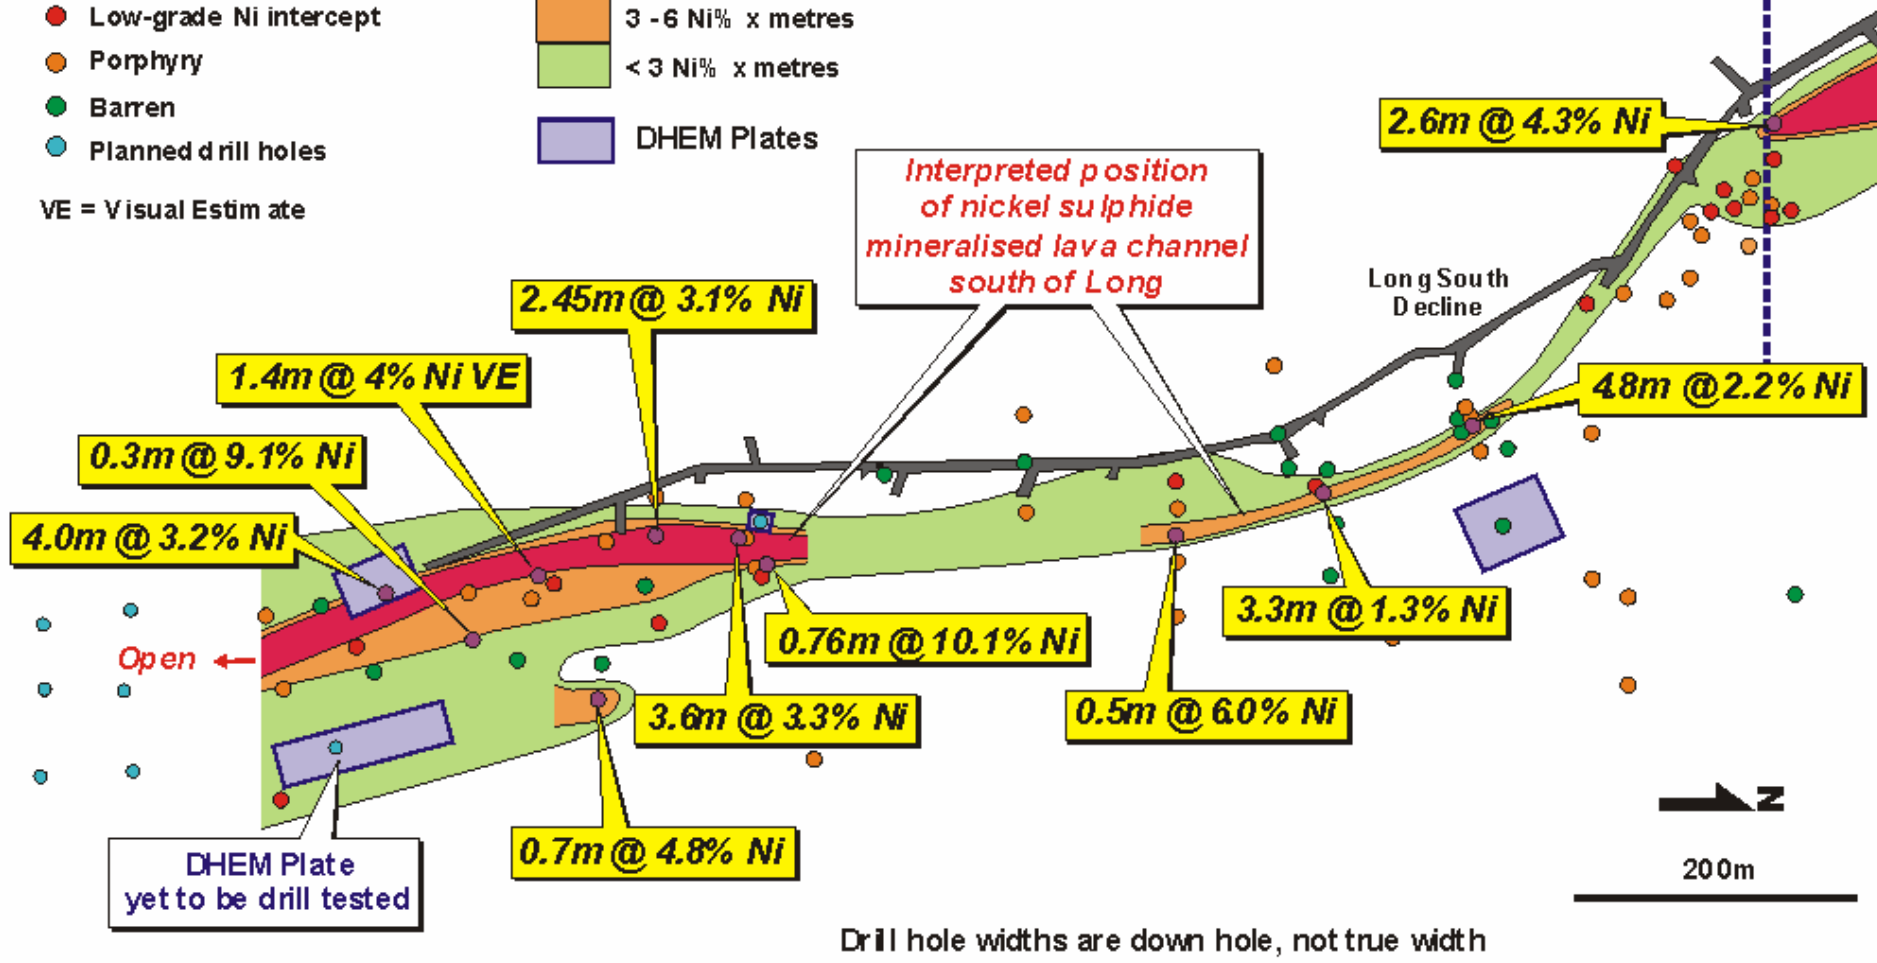 Low-grade Ni intercept
3 - 6 Ni% x metres
Porphyry
< 3 Ni% x metres
Barren
2.6m @ 4.3% Ni
DHEM Plates
Planned drill holes
Interpreted position
of nickel sulphide
mineralised lava channel
south of Long
VE = Visual Estimate
Long South
Decline
2.45m @ 3.1% Ni
1.4m @ 4% Ni VE
4.8m @ 2.2% Ni
0.3m @ 9.1% Ni
4.0m @ 3.2% Ni
3.3m @ 1.3% Ni
0.76m @ 10.1% Ni
Open
3.6m @ 3.3% Ni
0.5m @ 6.0% Ni
N
0.7m @ 4.8% Ni
DHEM Plate
yet to be drill tested
200m
Drill hole widths are down hole, not true width